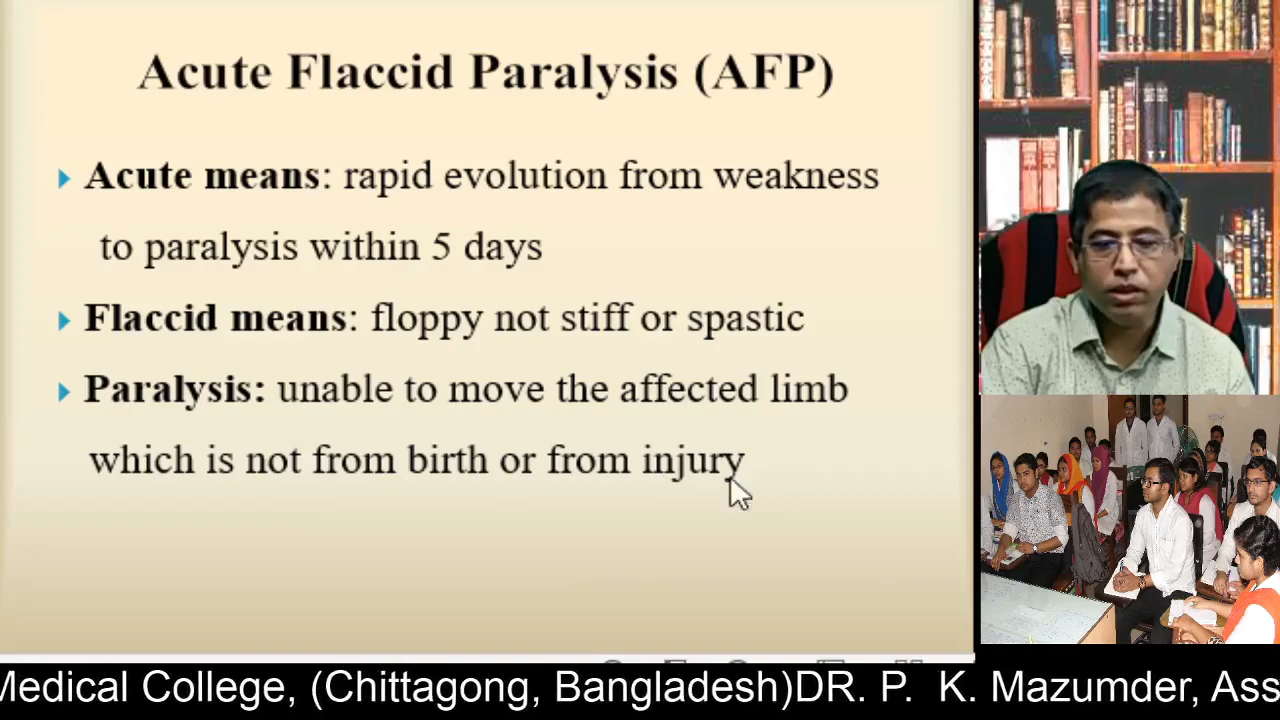 Acute Flaccid Paralysis (AFP)
Acute means: rapid evolution from weakness
to paralysis within 5 days
Flaccid means: floppy not stiff or spastic
Paralysis: unable to move the affected limb
which is not from birth or from injury
Medical College, (Chittagong, Bangladesh)DR. P. K. Mazumder, Ass